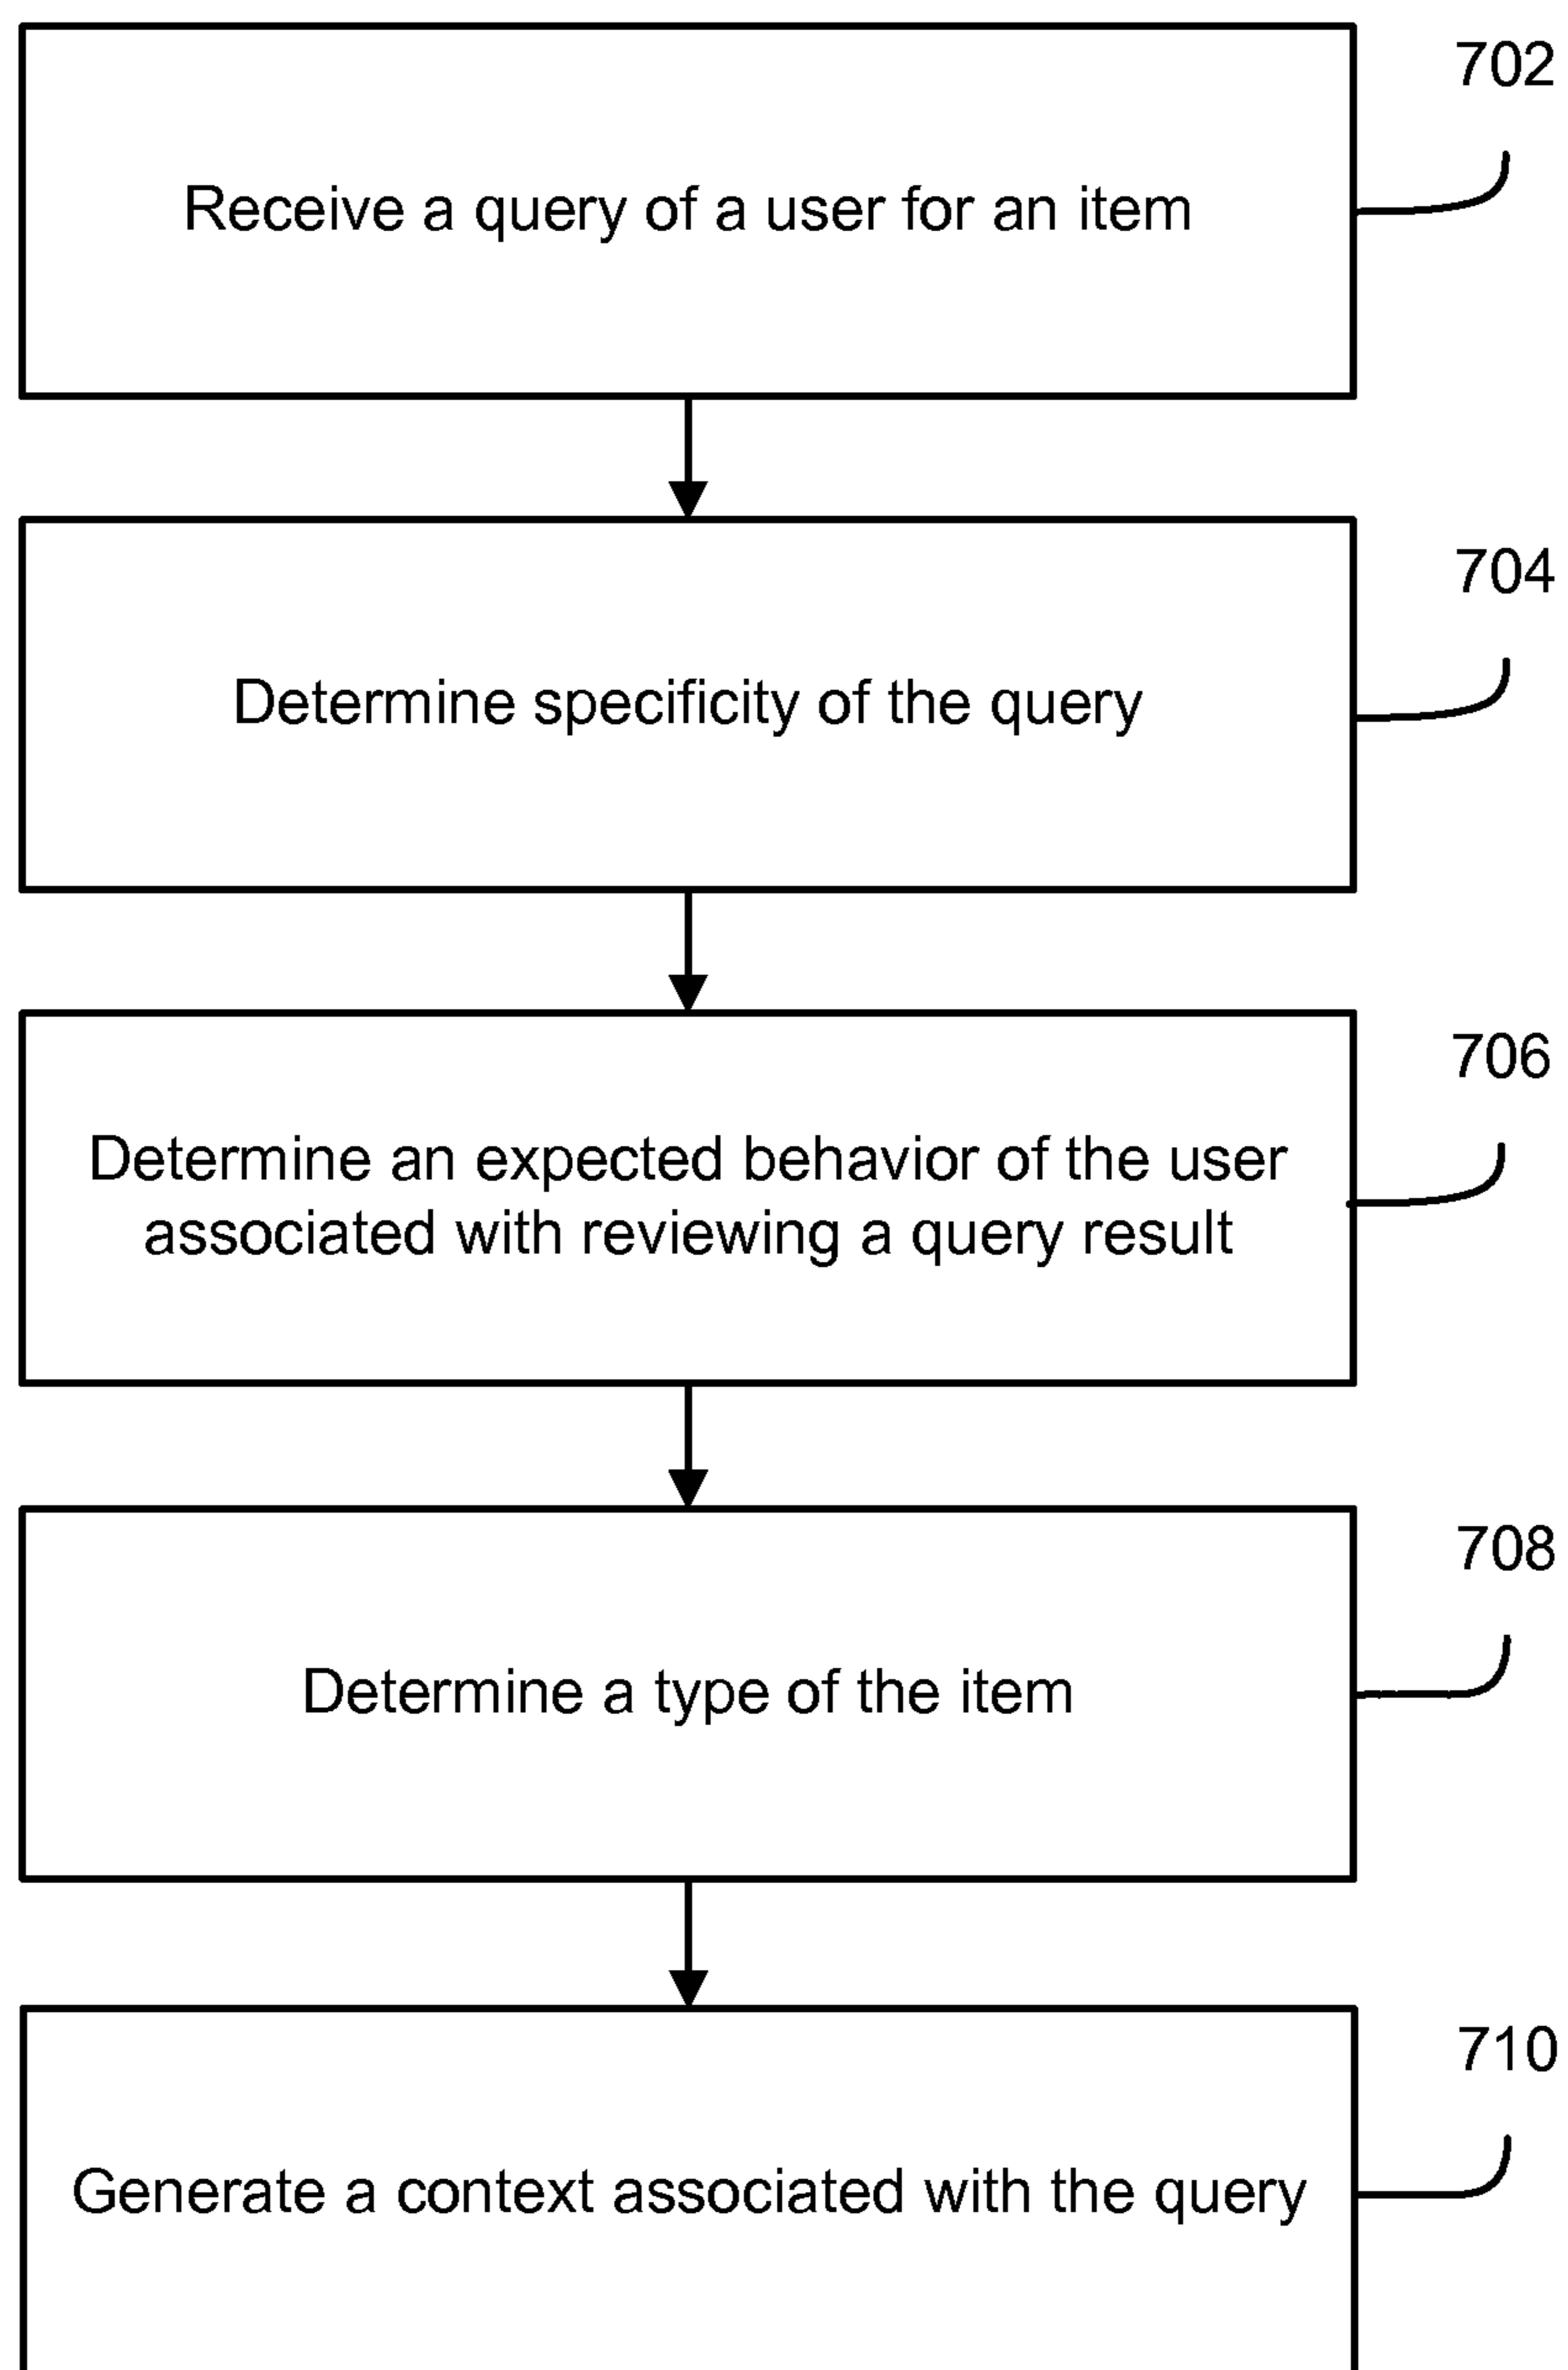 702
Receive a query of a user for an item
704
Determine specificity of the query
706
Determine an expected behavior of the user
associated with reviewing a query result
708
Determine a type of the item
710
Generate a context associated with the query